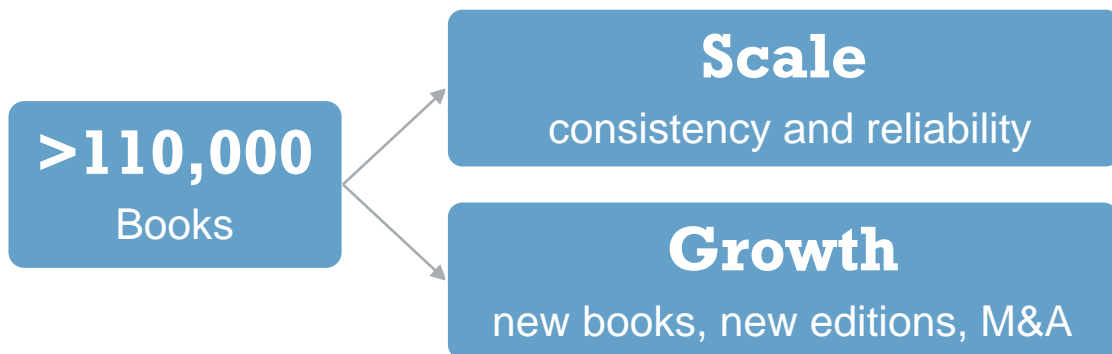 >110,000
Books
Scale
consistency and reliability
Growth
new books, new editions, M&A